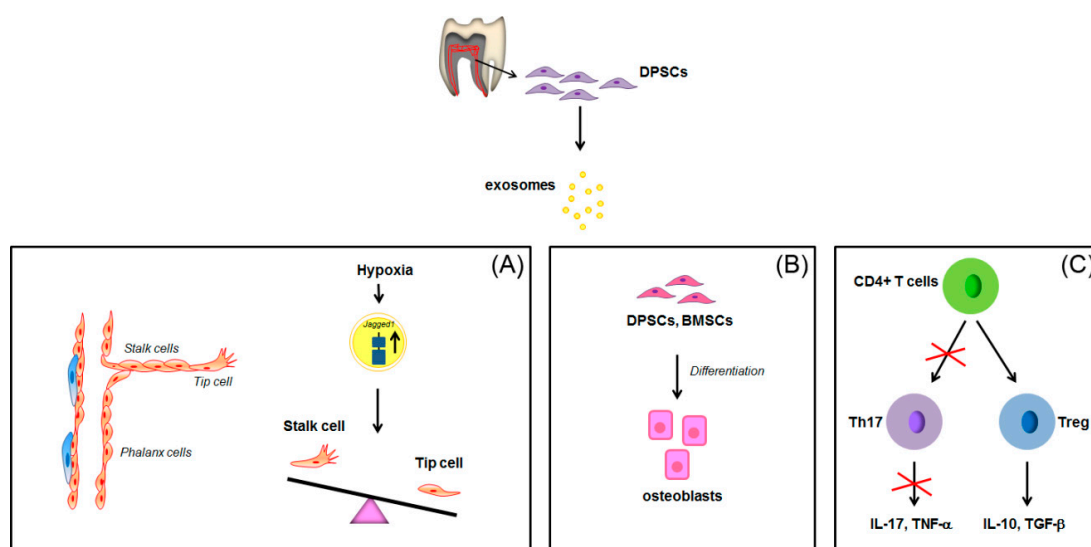 DPSCs
exosomes
(A)
Hypoxia
Jagged1
Stalk cells
Tip cell
Phalanx cells
Stalk cell
Tip cell
(B)
DPSCs, BMSCs
Differentiation
osteoblasts
(C)
CD4+ T cells
Th17
Treg
IL-17, TNF-α
IL-10, TGF-β